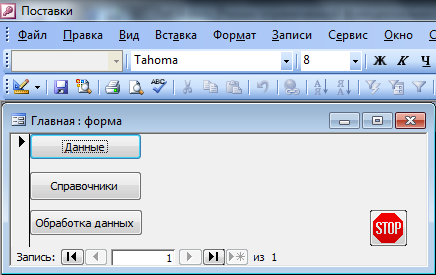 Поставки
Файл Правка Вид Вставка Формат Записи Сервис Окно С
Tahoma 8 Ж К
ABC
Главная : форма
Данные
Справочники
Обработка данных
STOP
Запись: 1 из 1